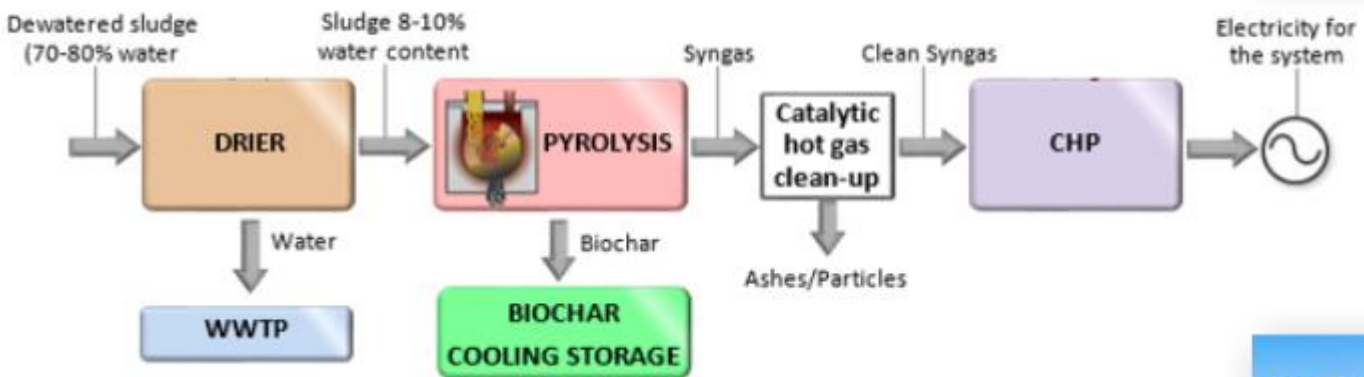 Dewatered sludge
(70-80% water
Sludge 8-10%
water content
Syngas
Clean Syngas
Electricity for
the system
DRIER
PYROLYSIS
Catalytic
hot gas
clean-up
CHP
Water
Biochar
Ashes/Particles
WWTP
BIOCHAR
COOLING STORAGE